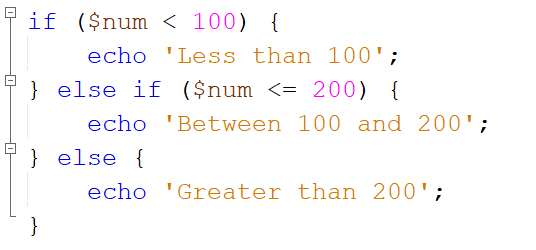 if ($num < 100) {
    echo 'Less than 100';
} else if ($num <= 200) {
    echo 'Between 100 and 200';
} else {
    echo 'Greater than 200';
}